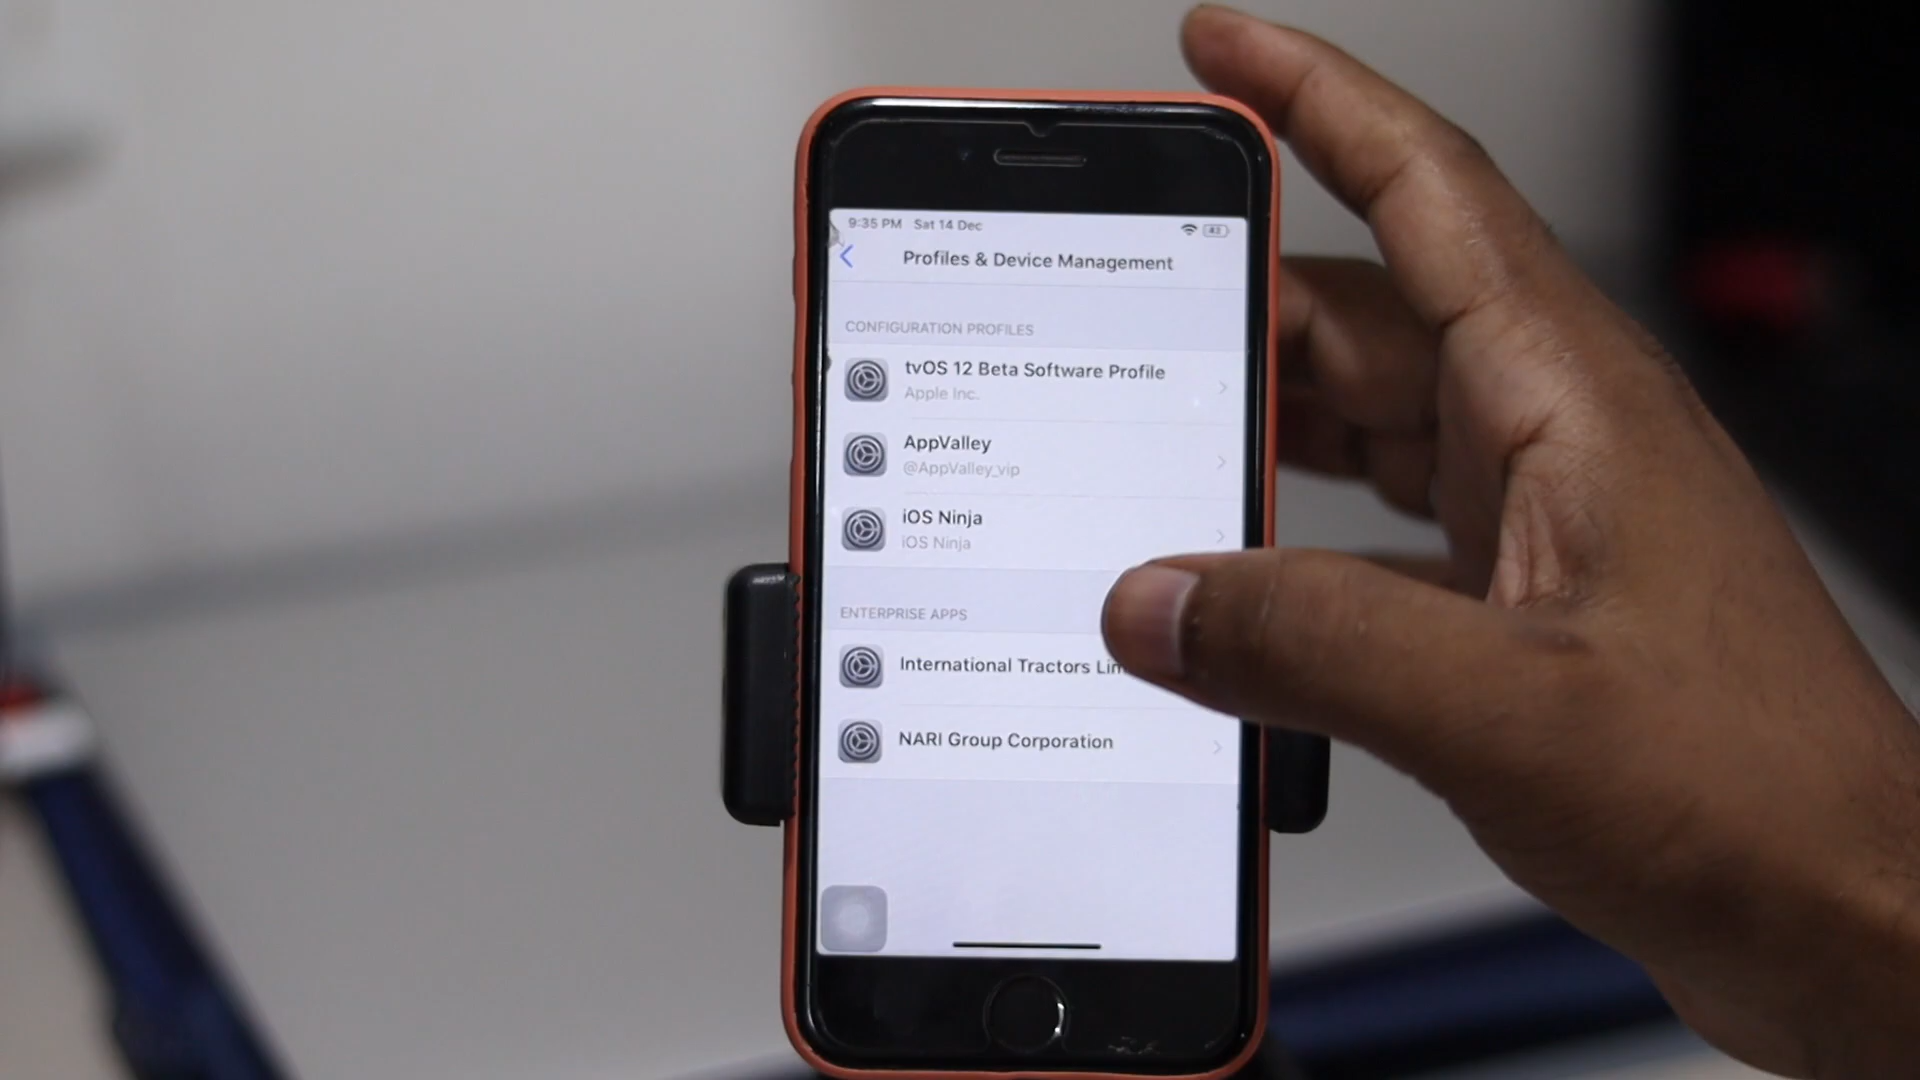 9:35 PM Sat 14 Dec
43
Profiles & Device Management
CONFIGURATION PROFILES
tvOS 12 Beta Software Profile
Apple Inc.
AppValley
@AppValley_vip
iOS Ninja
iOS Ninja
ENTERPRISE APPS
International Tractors
NARI Group Corporation